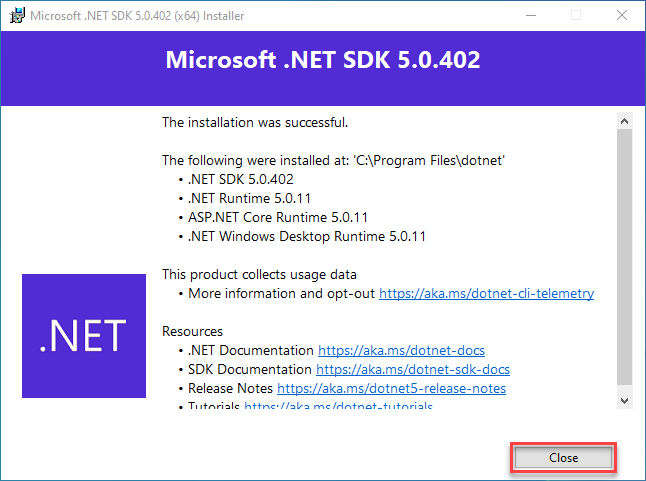 Microsoft .NET SDK 5.0.402 (x64) Installer
Microsoft .NET SDK 5.0.402
The installation was successful.
The following were installed at: 'C:\Program Files\dotnet'
• .NET SDK 5.0.402
• .NET Runtime 5.0.11
• ASP.NET Core Runtime 5.0.11
• .NET Windows Desktop Runtime 5.0.11
This product collects usage data
• More information and opt-out https://aka.ms/dotnet-cli-telemetry
.NET
Resources
• .NET Documentation https://aka.ms/dotnet-docs
• SDK Documentation https://aka.ms/dotnet-sdk-docs
• Release Notes https://aka.ms/dotnet5-release-notes
• Tutorials https://aka.ms/dotnet-tutorials
Close